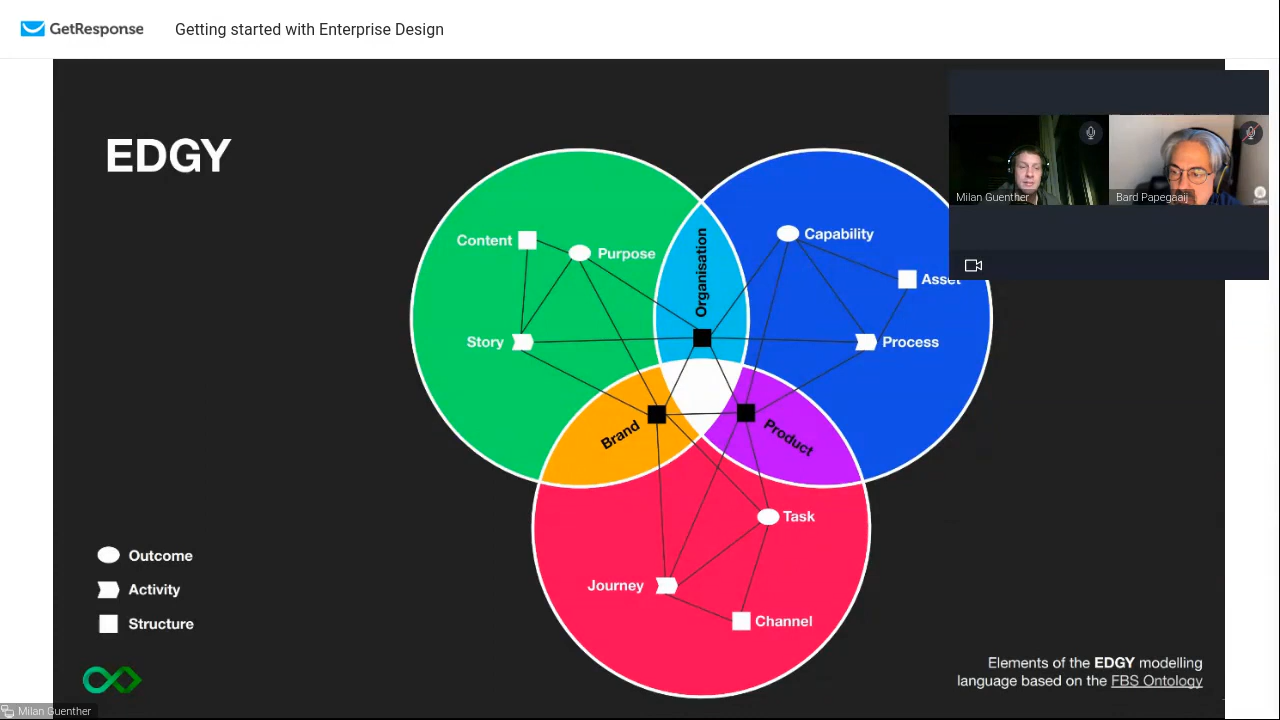 GetResponse
Getting started with Enterprise Design
EDGY
Milan Guenther
Bard Papegaaij
Content
Purpose
Organisation
Capability
Asset
Story
Process
Brand
Product
Task
Journey
Channel
Outcome
Activity
Structure
Elements of the EDGY modelling
language based on the FBS Ontology
Milan Guenther